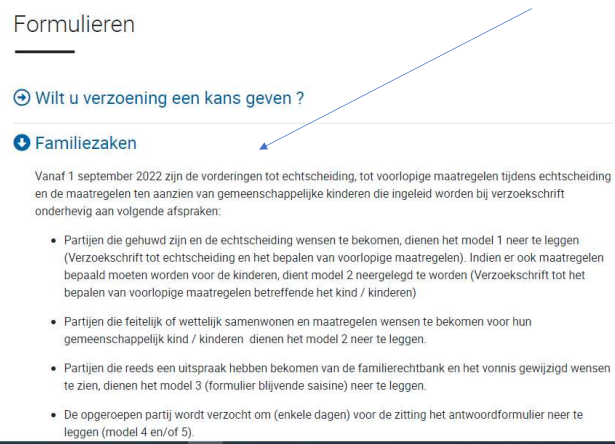 Formulieren
Wilt u verzoening een kans geven ?
Familiezaken
Vanaf 1 september 2022 zijn de vorderingen tot echtscheiding, tot voorlopige maatregelen tijdens echtscheiding
en de maatregelen ten aanzien van gemeenschappelijke kinderen die ingeleid worden bij verzoekschrift
onderhevig aan volgende afspraken:
• Partijen die gehuwd zijn en de echtscheiding wensen te bekomen, dienen het model 1 neer te leggen
(Verzoekschrift tot echtscheiding en het bepalen van voorlopige maatregelen). Indien er ook maatregelen
bepaald moeten worden voor de kinderen, dient model 2 neergelegd te worden (Verzoekschrift tot het
bepalen van voorlopige maatregelen betreffende het kind / kinderen)
• Partijen die feitelijk of wettelijk samenwonen en maatregelen wensen te bekomen voor hun
gemeenschappelijk kind / kinderen dienen het model 2 neer te leggen.
• Partijen die reeds een uitspraak hebben bekomen van de familierechtbank en het vonnis gewijzigd wensen
te zien, dienen het model 3 (formulier blijvende saisine) neer te leggen.
• De opgeroepen partij wordt verzocht om (enkele dagen) voor de zitting het antwoordformulier neer te
leggen (model 4 en/of 5).